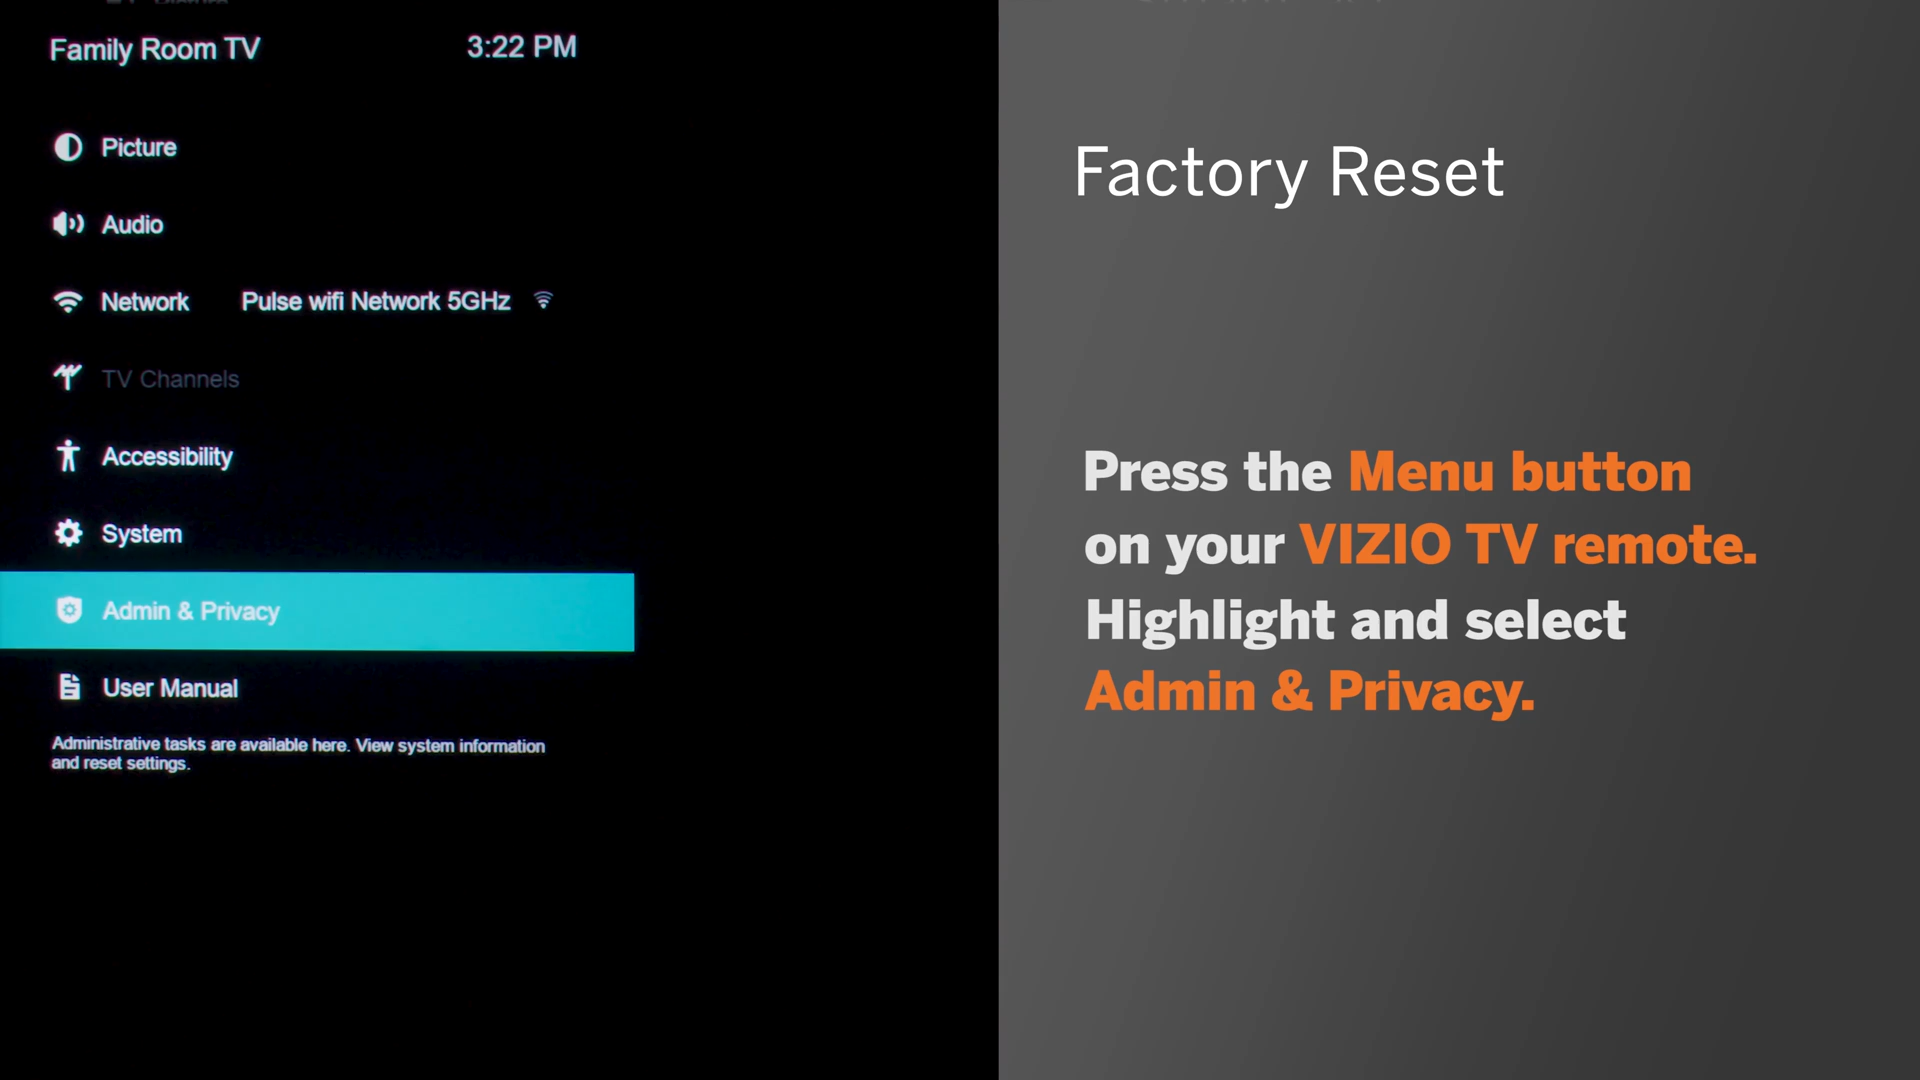 Family Room TV 3:22 PM
Picture
Audio
Network Pulse wifi Network 5GHz
TV Channels
Accessibility
System
Admin & Privacy
User Manual
Administrative tasks are available here. View system information
and reset settings.
Factory Reset
Press the Menu button
on your VIZIO TV remote.
Highlight and select
Admin & Privacy.